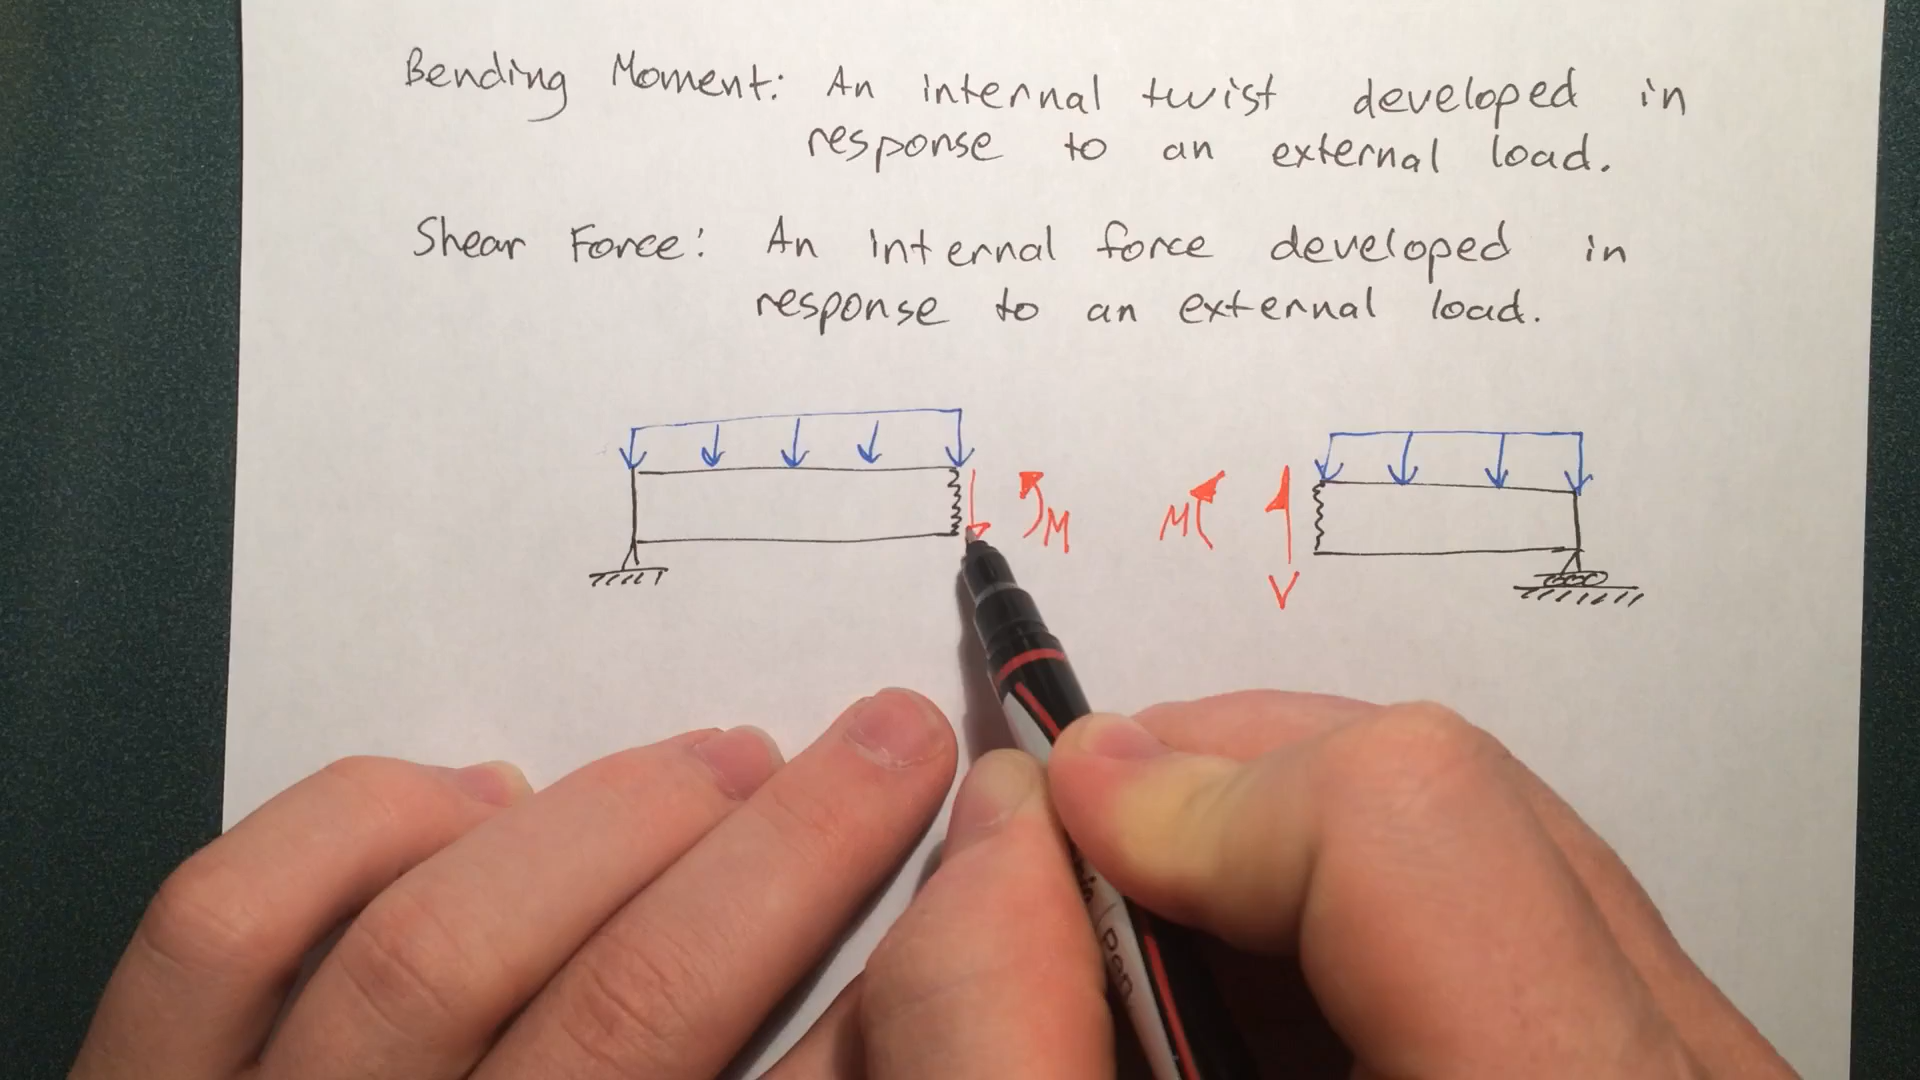 Bending Moment: An internal twist developed in
response to an external load.
Shear Force: An internal force developed in
response to an external load.
M
M
V
Pen